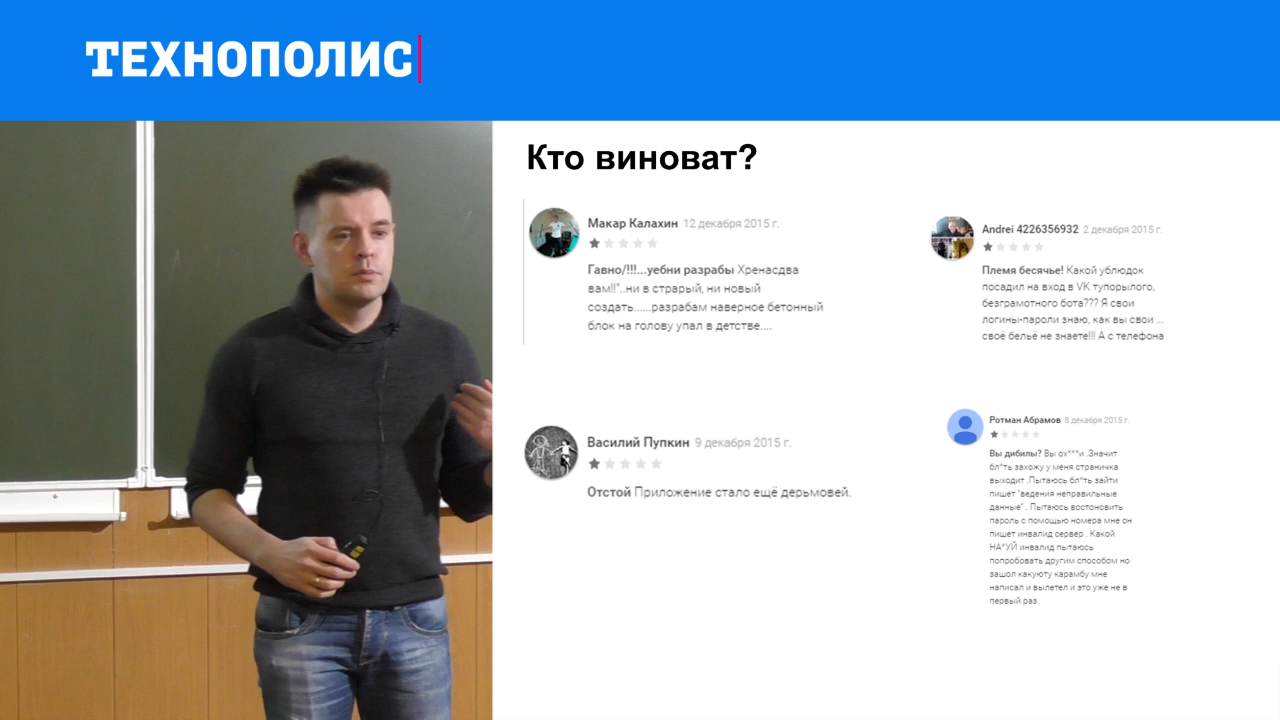 ТЕХНОПОЛИС
Кто виноват?
Макар Калахин 12 декабря 2015 г.
Гавно/!!!...уебни разрабы Хренасдва
вам!!"..ни в страрый, ни новый
создать......разрабам наверное бетонный
блок на голову упал в детстве....
Andrei 4226356932 2 декабря 2015 г.
Племя бесячье! Какой ублюдок
посадил на вход в VK тупорылого,
безграмотного бота??? Я свои
логины-пароли знаю, как вы свои ...
своё бельё не знаете!!! А с телефона
Василий Пупкин 9 декабря 2015 г.
Отстой Приложение стало ещё дерьмовей.
Ротман Абрамов 8 декабря 2015 г.
Вы дибилы? Вы ох***и .Значит
бл*ть захожу у меня страничка
выходит .Пытаюсь бл*ть зайти
пишет "ведения неправильные
данные" . Пытаюсь востоновить
пароль с помощью номера мне он
пишет инвалид сервер . Какой
НА*УЙ инвалид пытаюсь
попробовать другим способом но
зашол какуюту карамбу мне
написал и вылетел и это уже не в
первый раз